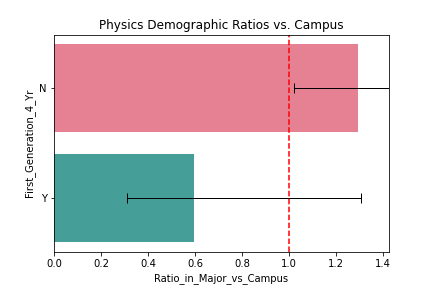 Physics Demographic Ratios vs. Campus
First_Generation_4_Yr
N
Y
0.0 0.2 0.4 0.6 0.8 1.0 1.2 1.4
Ratio_in_Major_vs_Campus